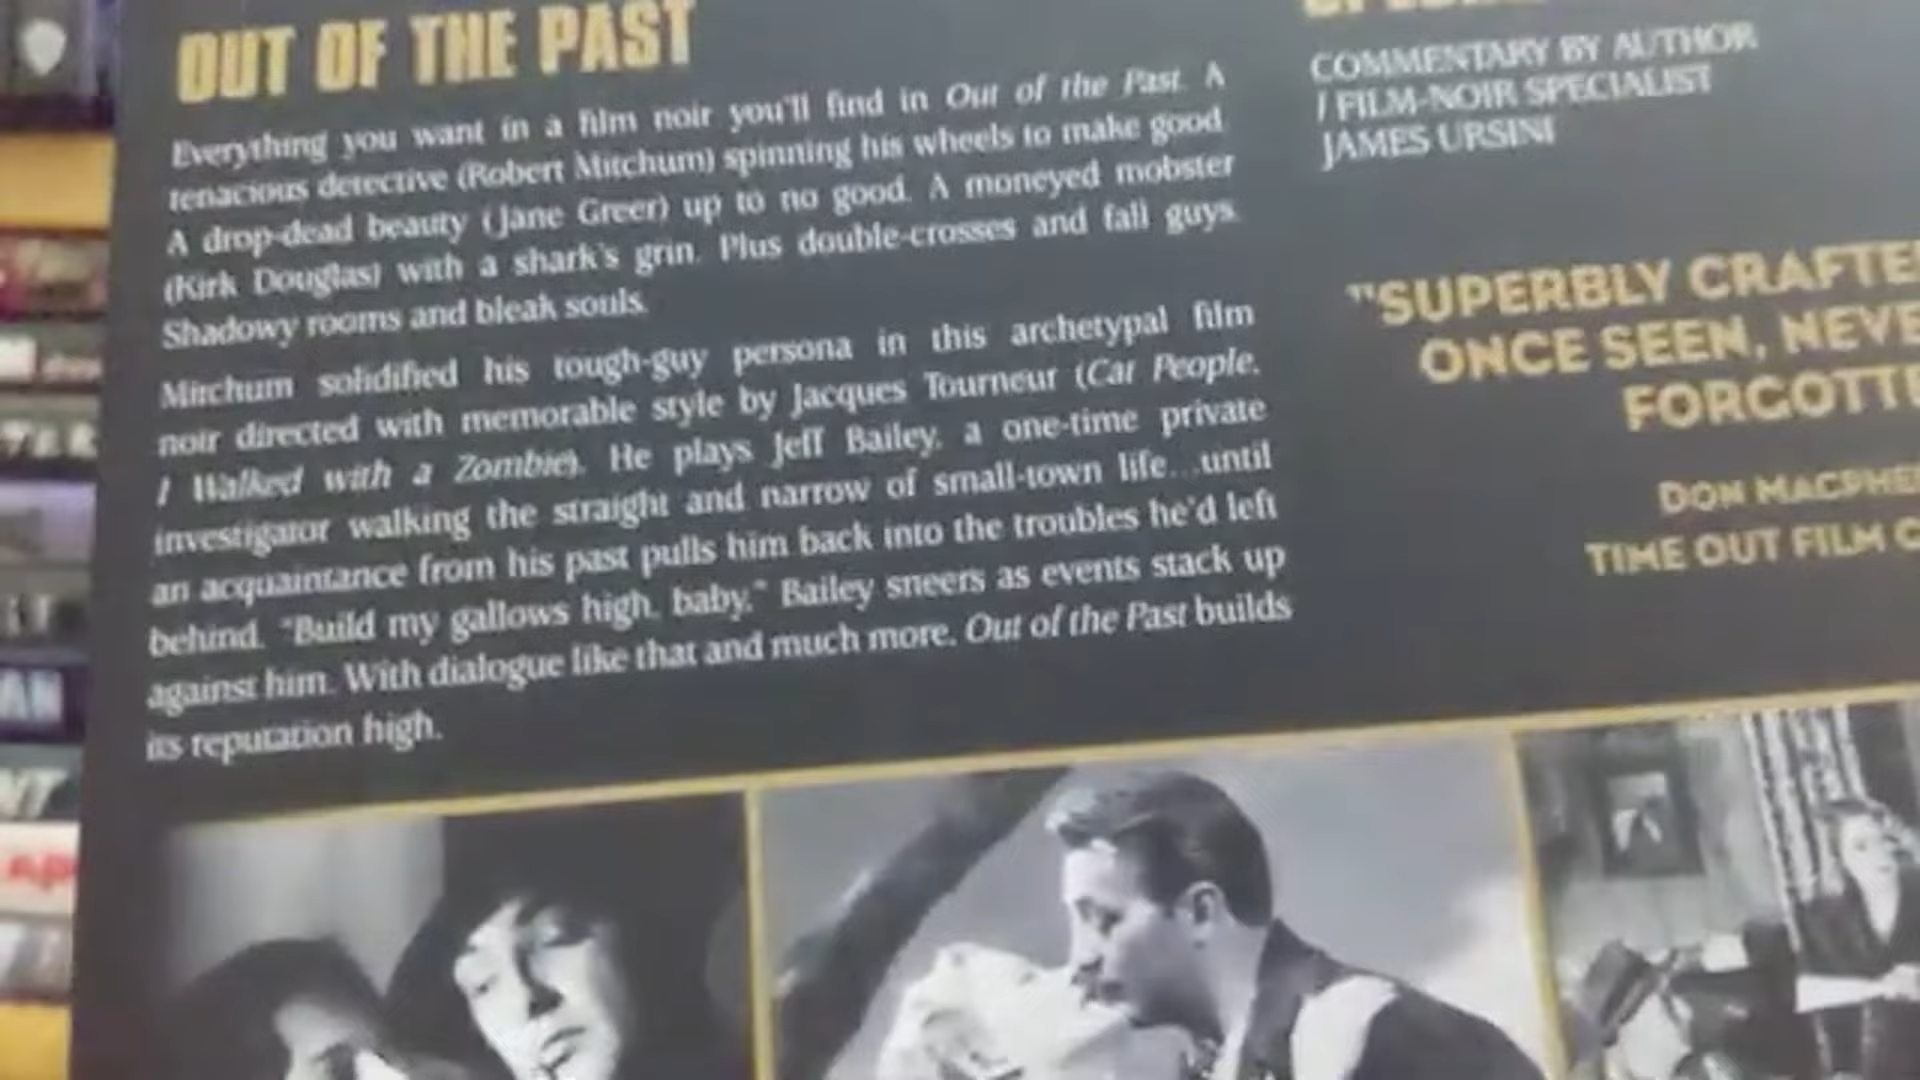 OUT OF THE PAST
Everything you want in a film noir you'll find in Out of the Past. A
tenacious detective (Robert Mitchum) spinning his wheels to make good.
A drop-dead beauty (Jane Greer) up to no good. A moneyed mobster
(Kirk Douglas) with a shark's grin. Plus double-crosses and fall guys.
Shadowy rooms and bleak souls.
Mitchum solidified his tough-guy persona in this archetypal film
noir directed with memorable style by Jacques Tourneur (Cat People,
I Walked with a Zombie). He plays Jeff Bailey, a one-time private
investigator walking the straight and narrow of small-town life...until
an acquaintance from his past pulls him back into the troubles he'd left
behind. "Build my gallows high, baby," Bailey sneers as events stack up
against him. With dialogue like that and much more, Out of the Past builds
its reputation high.
COMMENTARY BY AUTHOR
/ FILM-NOIR SPECIALIST
JAMES URSINI
"SUPERBLY CRAFTE
ONCE SEEN, NEVE
FORGOTTE
DON MACPHE
TIME OUT FILM